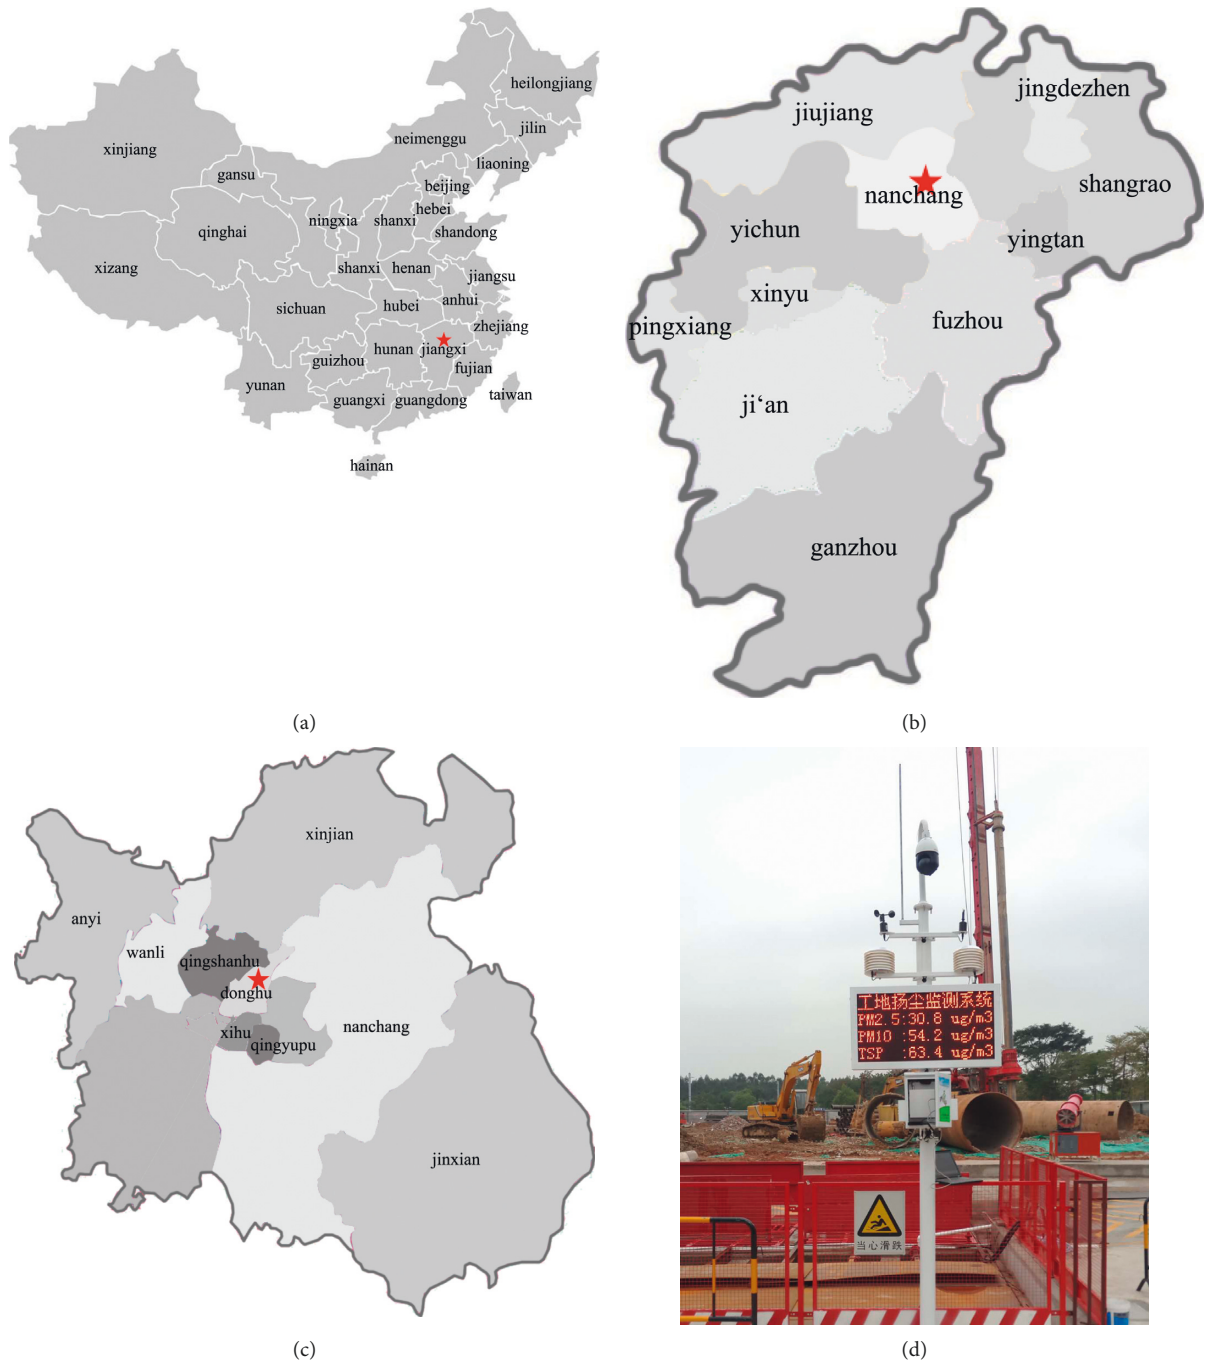 heilongjiang
jilin
neimenggu
xinjiang
liaoning
gansu
beijing
hebei
ningxia
shanxi
qinghai
shandong
xizang
shanxi
henan
jiangsu
anhui
sichuan
hubei
zhejiang
hunan
jiangxi
guizhou
fujian
yunan
taiwan
guangxi
guangdong
hainan
(a)
jingdezhen
jiujiang
shangrao
nanchang
yichun
yingtan
xinyu
fuzhou
pingxiang
ji‘an
ganzhou
(b)
xinjian
anyi
wanli
qingshanhu
donghu
xihu
nanchang
qingyupu
jinxian
(c)
工地扬尘监测系统
PM2.5:30.8 ug/m3
PM10 :54.2 ug/m3
TSP :63.4 ug/m3
当心滑跌
(d)